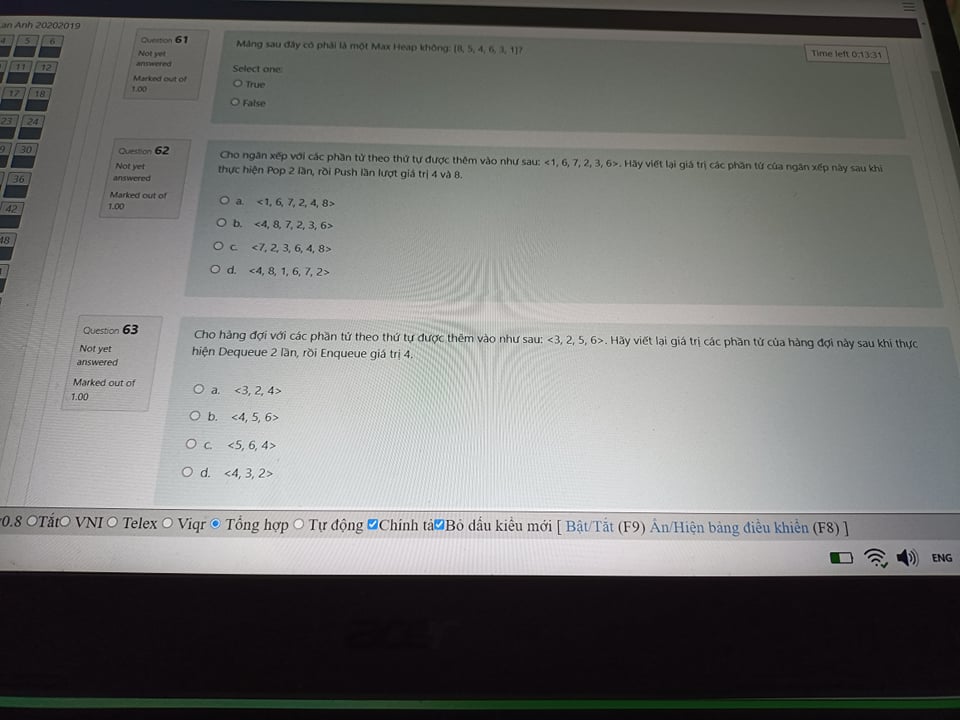 an Anh 20202019
4 5 6
11 12
17 18
23 24
9 30
36
42
48
Question 61
Not yet
answered
Marked out of
1.00
Time left 0:13:31
Mảng sau đây có phải là một Max Heap không: [8, 5, 4, 6, 3, 1]?
Select one:
True
False
Question 62
Not yet
answered
Marked out of
1.00
Cho ngăn xếp với các phần tử theo thứ tự được thêm vào như sau: <1, 6, 7, 2, 3, 6>. Hãy viết lại giá trị các phần tử của ngăn xếp này sau khi
thực hiện Pop 2 lần, rồi Push lần lượt giá trị 4 và 8.
a. <1, 6, 7, 2, 4, 8>
b. <4, 8, 7, 2, 3, 6>
c. <7, 2, 3, 6, 4, 8>
d. <4, 8, 1, 6, 7, 2>
Question 63
Not yet
answered
Marked out of
1.00
Cho hàng đợi với các phần tử theo thứ tự được thêm vào như sau: <3, 2, 5, 6>. Hãy viết lại giá trị các phần tử của hàng đợi này sau khi thực
hiện Dequeue 2 lần, rồi Enqueue giá trị 4.
a. <3, 2, 4>
b. <4, 5, 6>
c. <5, 6, 4>
d. <4, 3, 2>
0.8 Tắt VNI Telex Viqr Tổng hợp Tự động Chính tả Bỏ dấu kiểu mới [ Bật/Tắt (F9) Ẩn/Hiện bảng điều khiển (F8) ]
ENG
acer